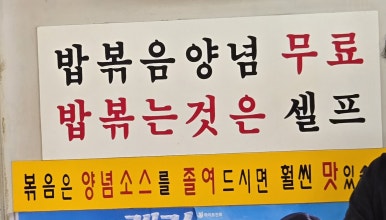 밥볶음양념 무료
밥볶는것은 셀프
볶음은 양념소스를 졸여드시면 훨씬 맛있